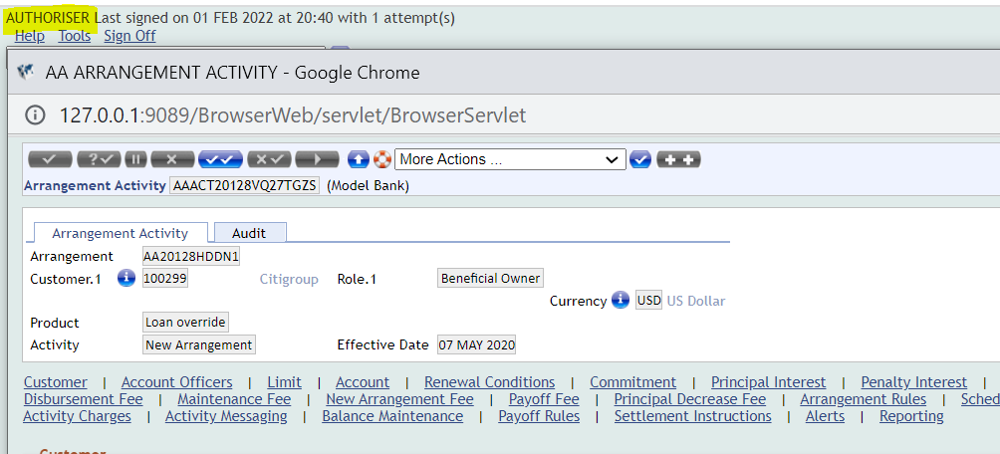 AUTHORISER Last signed on 01 FEB 2022 at 20:40 with 1 attempt(s)
Help Tools Sign Off
AA ARRANGEMENT ACTIVITY - Google Chrome
127.0.0.1:9089/BrowserWeb/servlet/BrowserServlet
More Actions ...
Arrangement Activity AAACT20128VQ27TGZS (Model Bank)
Arrangement Activity Audit
Arrangement AA20128HDDN1
Customer.1 100299 Citigroup Role.1 Beneficial Owner
Currency USD US Dollar
Product Loan override
Activity New Arrangement Effective Date 07 MAY 2020
Customer | Account Officers | Limit | Account | Renewal Conditions | Commitment | Principal Interest | Penalty Interest |
Disbursement Fee | Maintenance Fee | New Arrangement Fee | Payoff Fee | Principal Decrease Fee | Arrangement Rules | Sched
Activity Charges | Activity Messaging | Balance Maintenance | Payoff Rules | Settlement Instructions | Alerts | Reporting
Customer